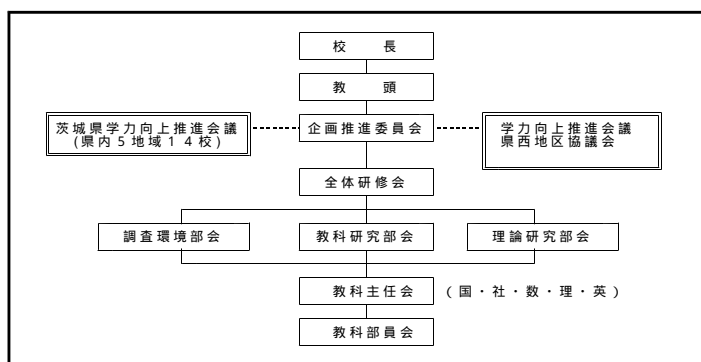 校　　長
教　　頭
茨城県学力向上推進会議
(県内５地域１４校)
企画推進委員会
学力向上推進会議
県西地区協議会
全体研修会
調査環境部会
教科研究部会
理論研究部会
教科主任会
(国・社・数・理・英)
教科部員会